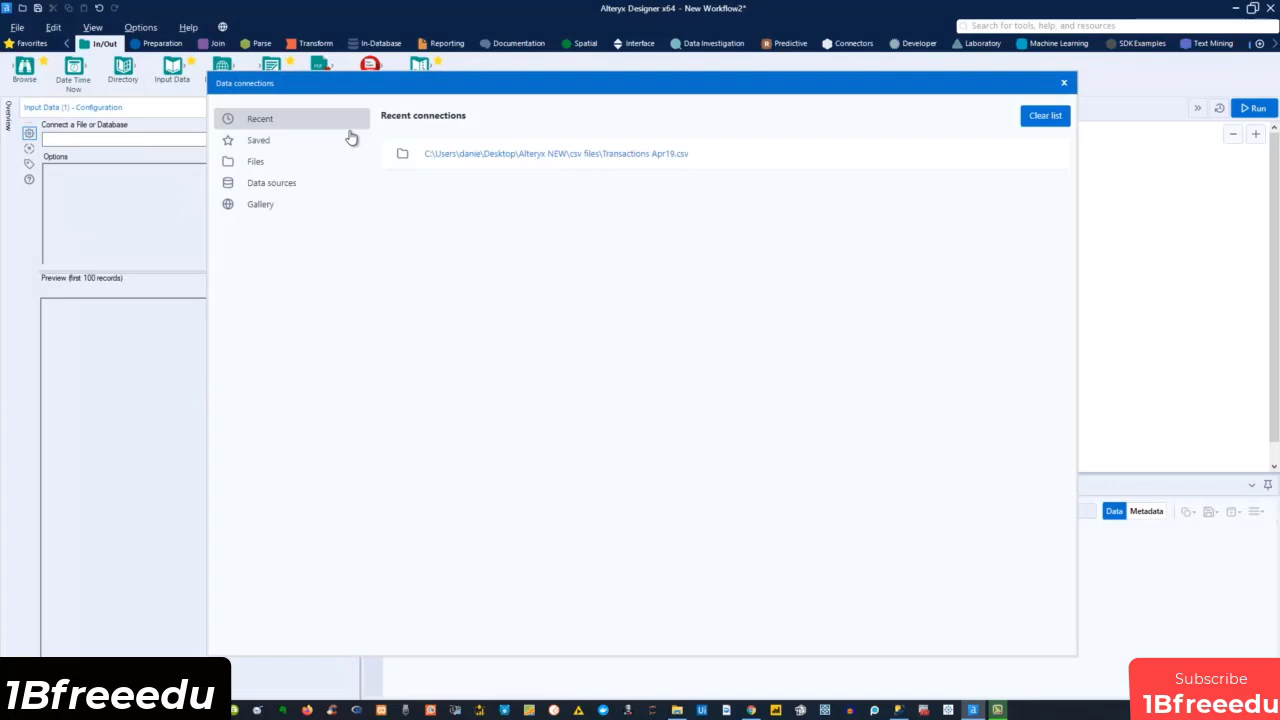 Alteryx Designer x64 - New Workflow2*
File Edit View Options Help
Search for tools, help, and resources
Favorites In/Out Preparation Join Parse Transform In-Database Reporting Documentation Spatial Interface Data Investigation Predictive Connectors Developer Laboratory Machine Learning SDK Examples Text Mining
Browse Date Time Now Directory Input Data
Data connections
Input Data (1) - Configuration
Overview
Connect a File or Database
Options
Preview (first 100 records)
Recent
Saved
Files
Data sources
Gallery
Recent connections
Clear list
C:\Users\danie\Desktop\Alteryx NEW\csv files\Transactions Apr19.csv
Run
Data Metadata
1Bfreeedu
Subscribe
1Bfreeedu